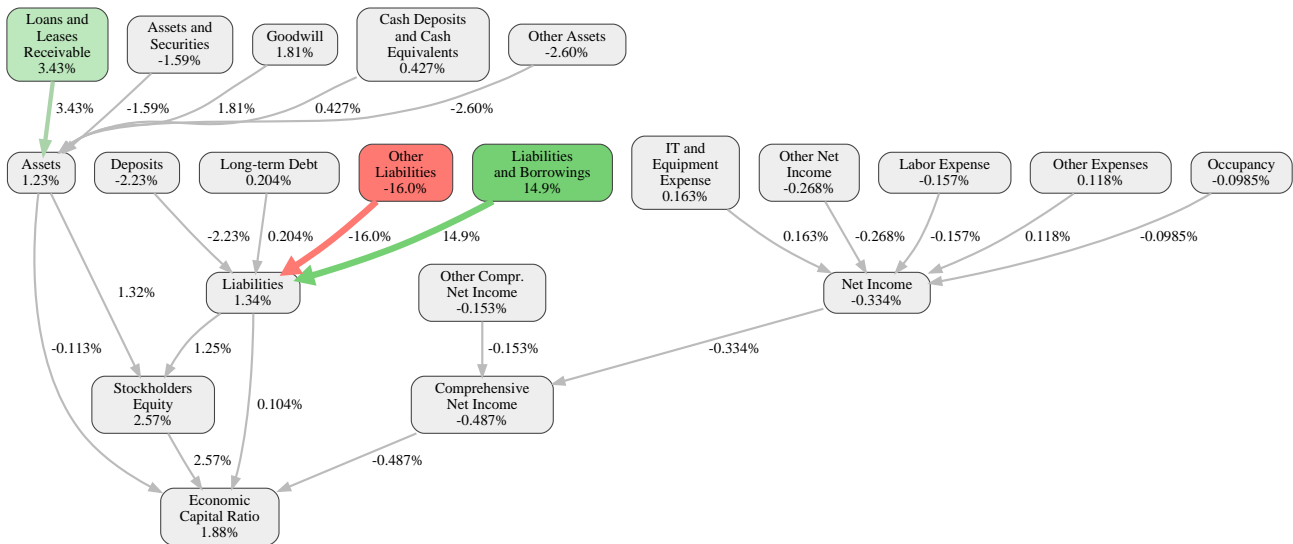 Loans and
Leases
Receivable
3.43%
Assets and
Securities
-1.59%
Goodwill
1.81%
Cash Deposits
and Cash
Equivalents
0.427%
Other Assets
-2.60%
3.43%
-1.59%
1.81%
0.427%
-2.60%
Assets
1.23%
Deposits
-2.23%
Long-term Debt
0.204%
Other
Liabilities
-16.0%
Liabilities
and Borrowings
14.9%
IT and
Equipment
Expense
0.163%
Other Net
Income
-0.268%
Labor Expense
-0.157%
Other Expenses
0.118%
Occupancy
-0.0985%
-2.23%
0.204%
-16.0%
14.9%
0.163%
-0.268%
-0.157%
0.118%
-0.0985%
Liabilities
1.34%
Other Compr.
Net Income
-0.153%
Net Income
-0.334%
1.32%
-0.113%
1.25%
-0.153%
-0.334%
Stockholders
Equity
2.57%
0.104%
Comprehensive
Net Income
-0.487%
2.57%
-0.487%
Economic
Capital Ratio
1.88%